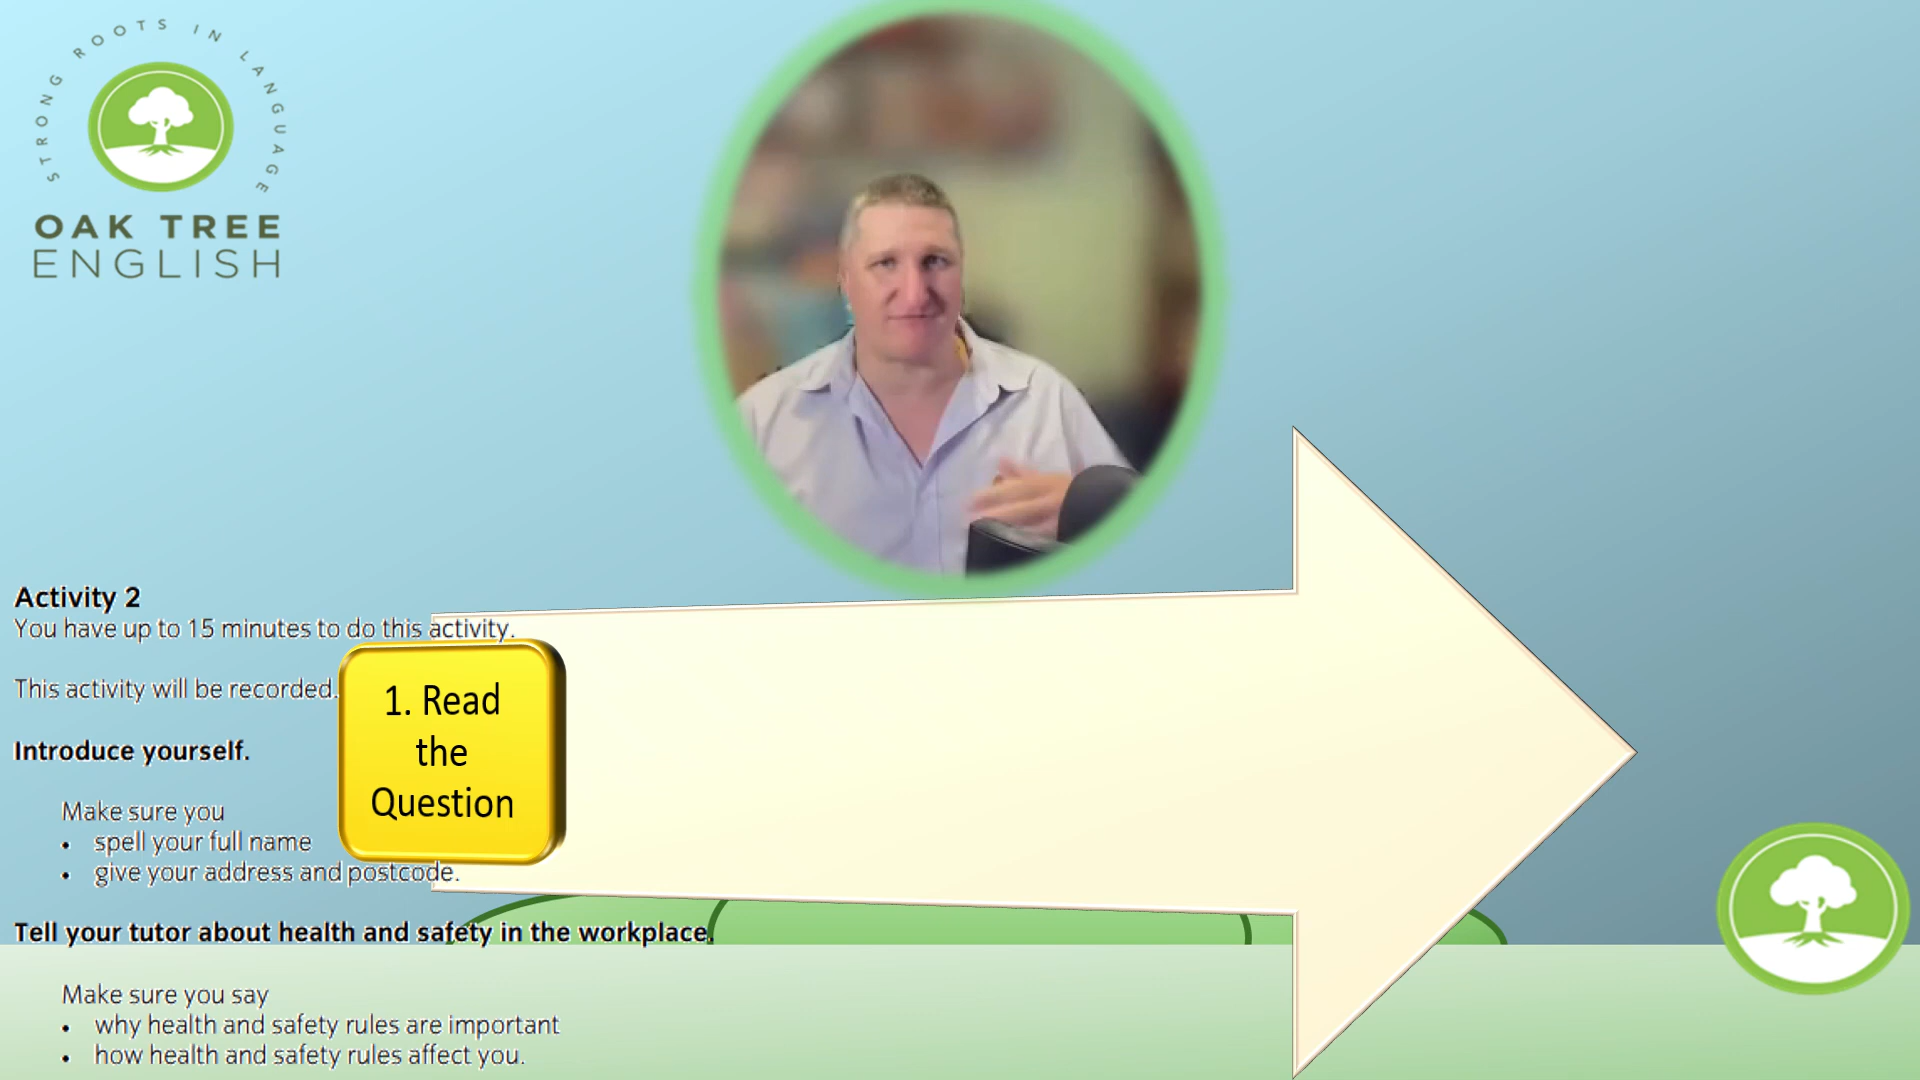 STRONG ROOTS IN LANGUAGE
OAK TREE
ENGLISH
Activity 2
You have up to 15 minutes to do this activity.
This activity will be recorded.
1. Read
the
Question
Introduce yourself.
Make sure you
• spell your full name
• give your address and postcode.
Tell your tutor about health and safety in the workplace.
Make sure you say
• why health and safety rules are important
• how health and safety rules affect you.